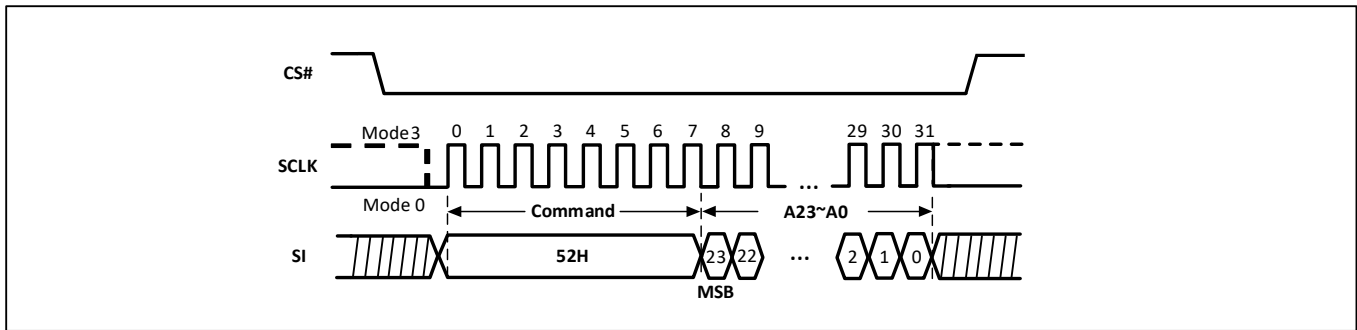 CS#
Mode3 0 1 2 3 4 5 6 7 8 9 29 30 31
SCLK
...
Mode 0 Command A23~A0
SI 52H 23 22 ... 2 1 0
MSB